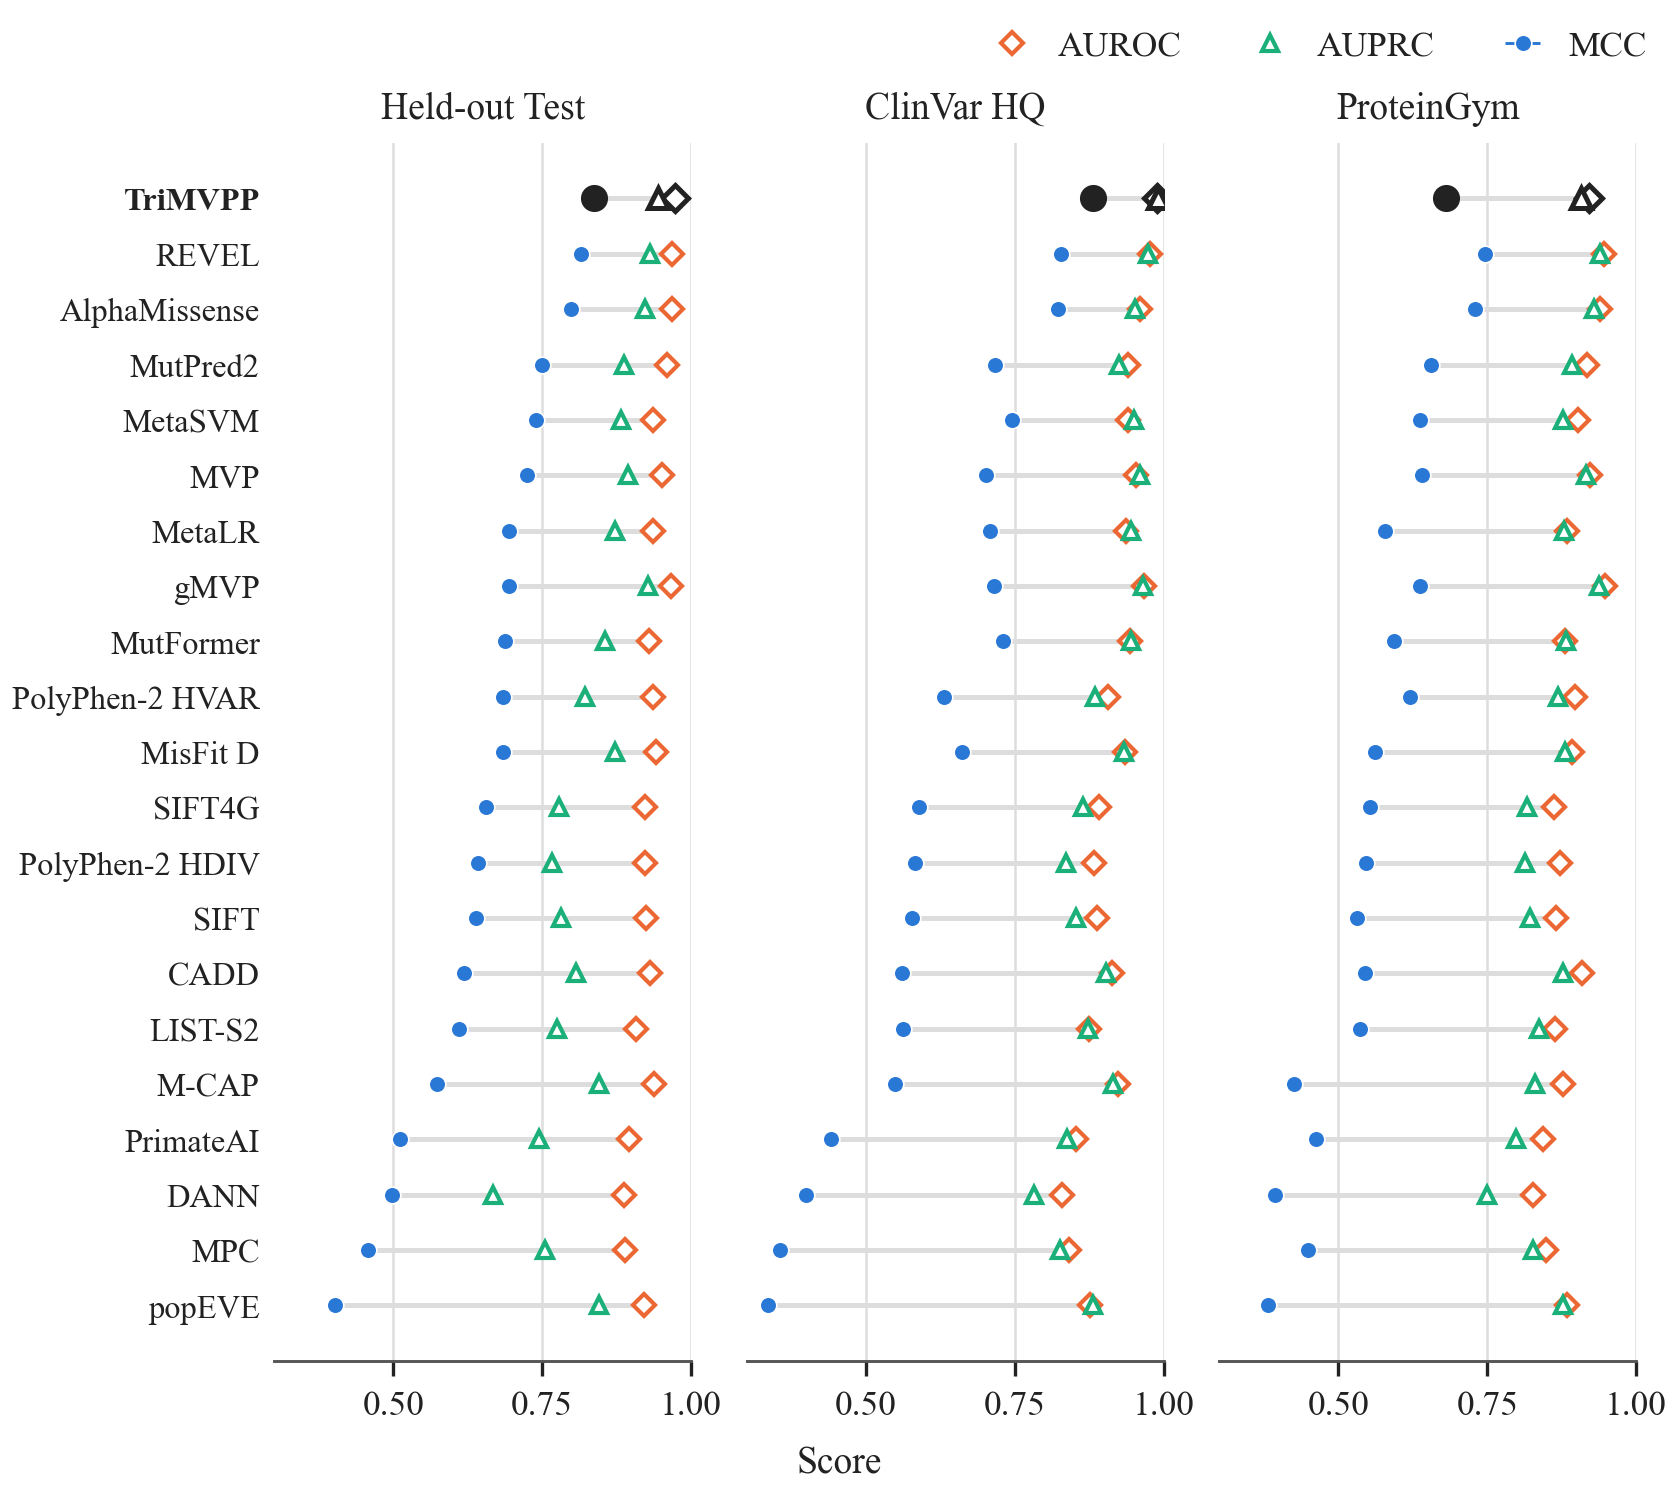 AUROC AUPRC MCC
Held-out Test ClinVar HQ ProteinGym
TriMVPP
REVEL
AlphaMissense
MutPred2
MetaSVM
MVP
MetaLR
gMVP
MutFormer
PolyPhen-2 HVAR
MisFit D
SIFT4G
PolyPhen-2 HDIV
SIFT
CADD
LIST-S2
M-CAP
PrimateAI
DANN
MPC
popEVE
0.50 0.75 1.00 0.50 0.75 1.00 0.50 0.75 1.00
Score